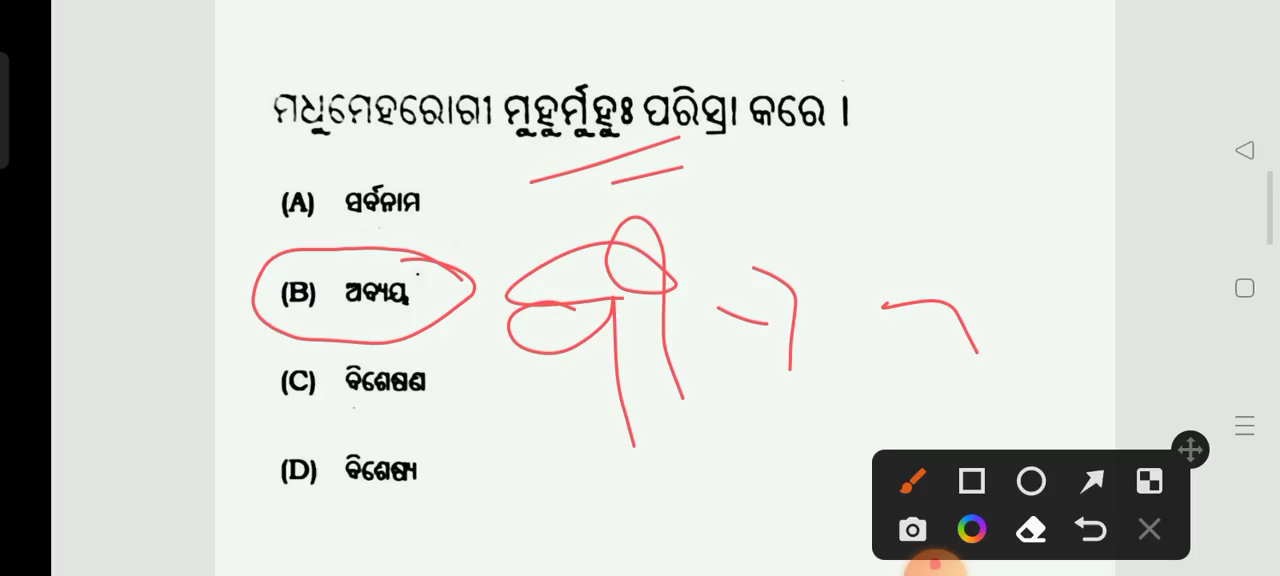 ମଧୁମେହରୋଗୀ ମୁହୁର୍ମୁହୁଃ ପରିସ୍ରା କରେ ।
(A) ସର୍ବନାମ
(B) ଅବ୍ୟୟ
(C) ବିଶେଷଣ
(D) ବିଶେଷ୍ୟ